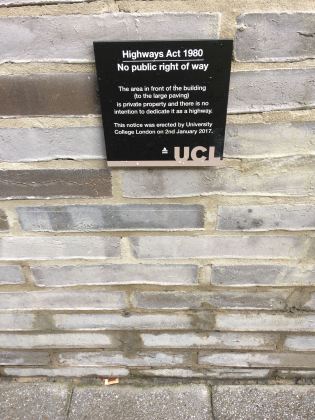 Highways Act 1980
No public right of way
The area in front of the building
(to the large paving)
is private property and there is no
intention to dedicate it as a highway.
This notice was erected by University
College London on 2nd January 2017.
UCL